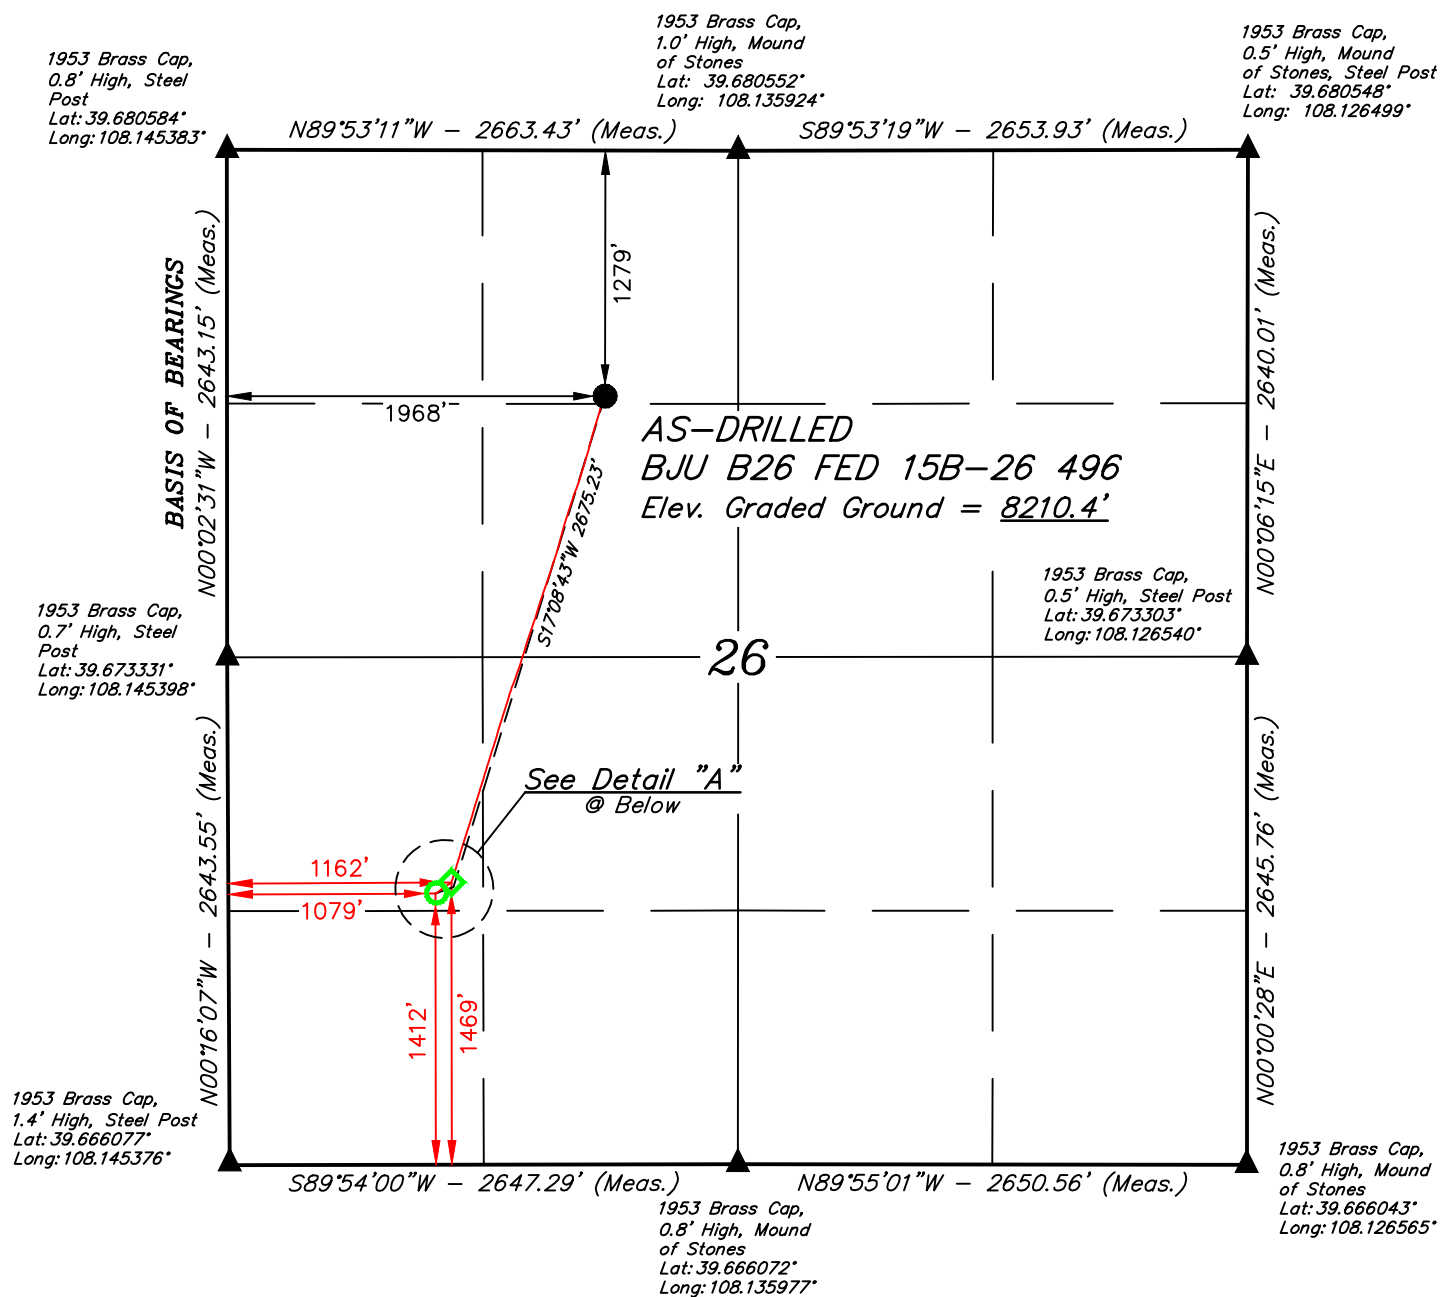 1953 Brass Cap,
0.8' High, Steel
Post
Lat: 39.680584°
Long: 108.145383°
1953 Brass Cap,
1.0' High, Mound
of Stones
Lat: 39.680552°
Long: 108.135924°
1953 Brass Cap,
0.5' High, Mound
of Stones, Steel Post
Lat: 39.680548°
Long: 108.126499°
N89°53'11"W - 2663.43' (Meas.)
S89°53'19"W - 2653.93' (Meas.)
BASIS OF BEARINGS
N00°02'31"W - 2643.15' (Meas.)
1279'
1968'
N00°06'15"E - 2640.01' (Meas.)
AS-DRILLED
BJU B26 FED 15B-26 496
Elev. Graded Ground = 8210.4'
S17°08'43"W 2675.23'
1953 Brass Cap,
0.5' High, Steel Post
Lat: 39.673303°
Long: 108.126540°
1953 Brass Cap,
0.7' High, Steel
Post
Lat: 39.673331°
Long: 108.145398°
26
See Detail "A"
@ Below
N00°16'07"W - 2643.55' (Meas.)
1162'
1079'
1412'
1469'
N00°00'28"E - 2645.76' (Meas.)
1953 Brass Cap,
1.4' High, Steel Post
Lat: 39.666077°
Long: 108.145376°
S89°54'00"W - 2647.29' (Meas.)
N89°55'01"W - 2650.56' (Meas.)
1953 Brass Cap,
0.8' High, Mound
of Stones
Lat: 39.666072°
Long: 108.135977°
1953 Brass Cap,
0.8' High, Mound
of Stones
Lat: 39.666043°
Long: 108.126565°